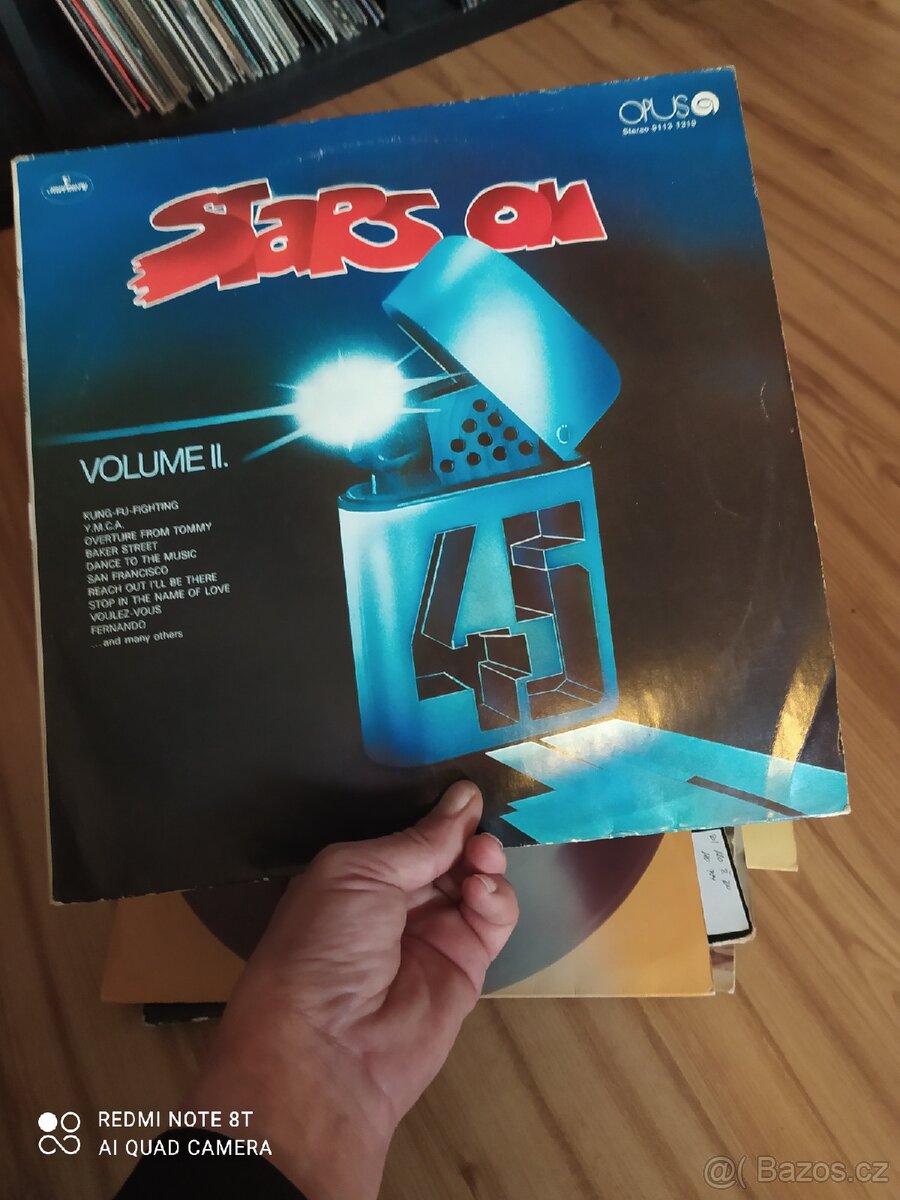 OPUS
Stereo 9113 1319
STARS ON
45
VOLUME II.
KUNG-FU-FIGHTING
Y.M.C.A.
OVERTURE FROM TOMMY
BAKER STREET
DANCE TO THE MUSIC
SAN FRANCISCO
REACH OUT I'LL BE THERE
STOP IN THE NAME OF LOVE
VOULEZ-VOUS
FERNANDO
...and many others
REDMI NOTE 8T
AI QUAD CAMERA
@( Bazos.cz